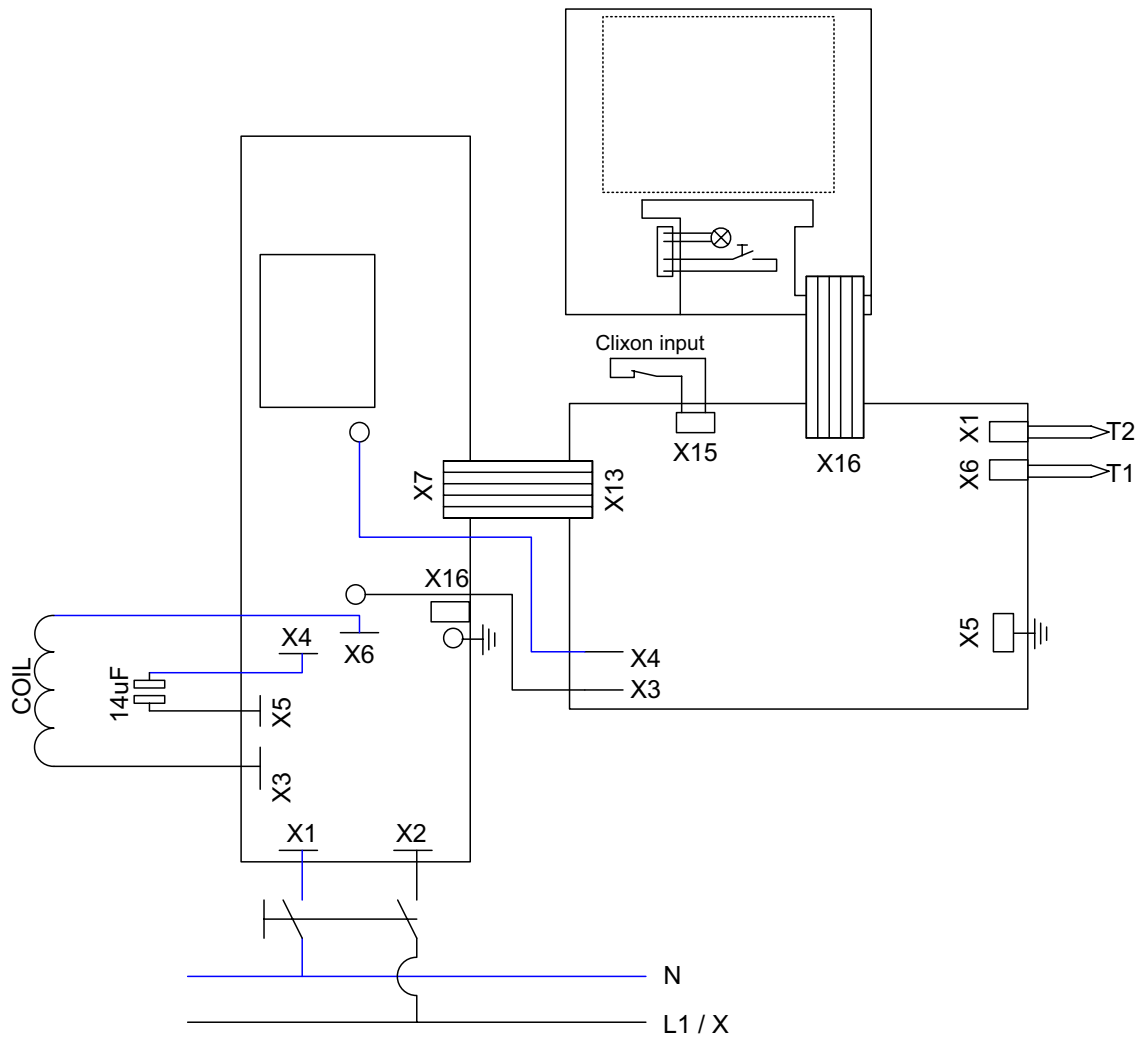 Clixon input
X15
X16
X1
T2
X6
T1
X7
X13
X16
X5
X4
X6
X4
X3
COIL
14uF
X5
X3
X1
X2
N
L1 / X